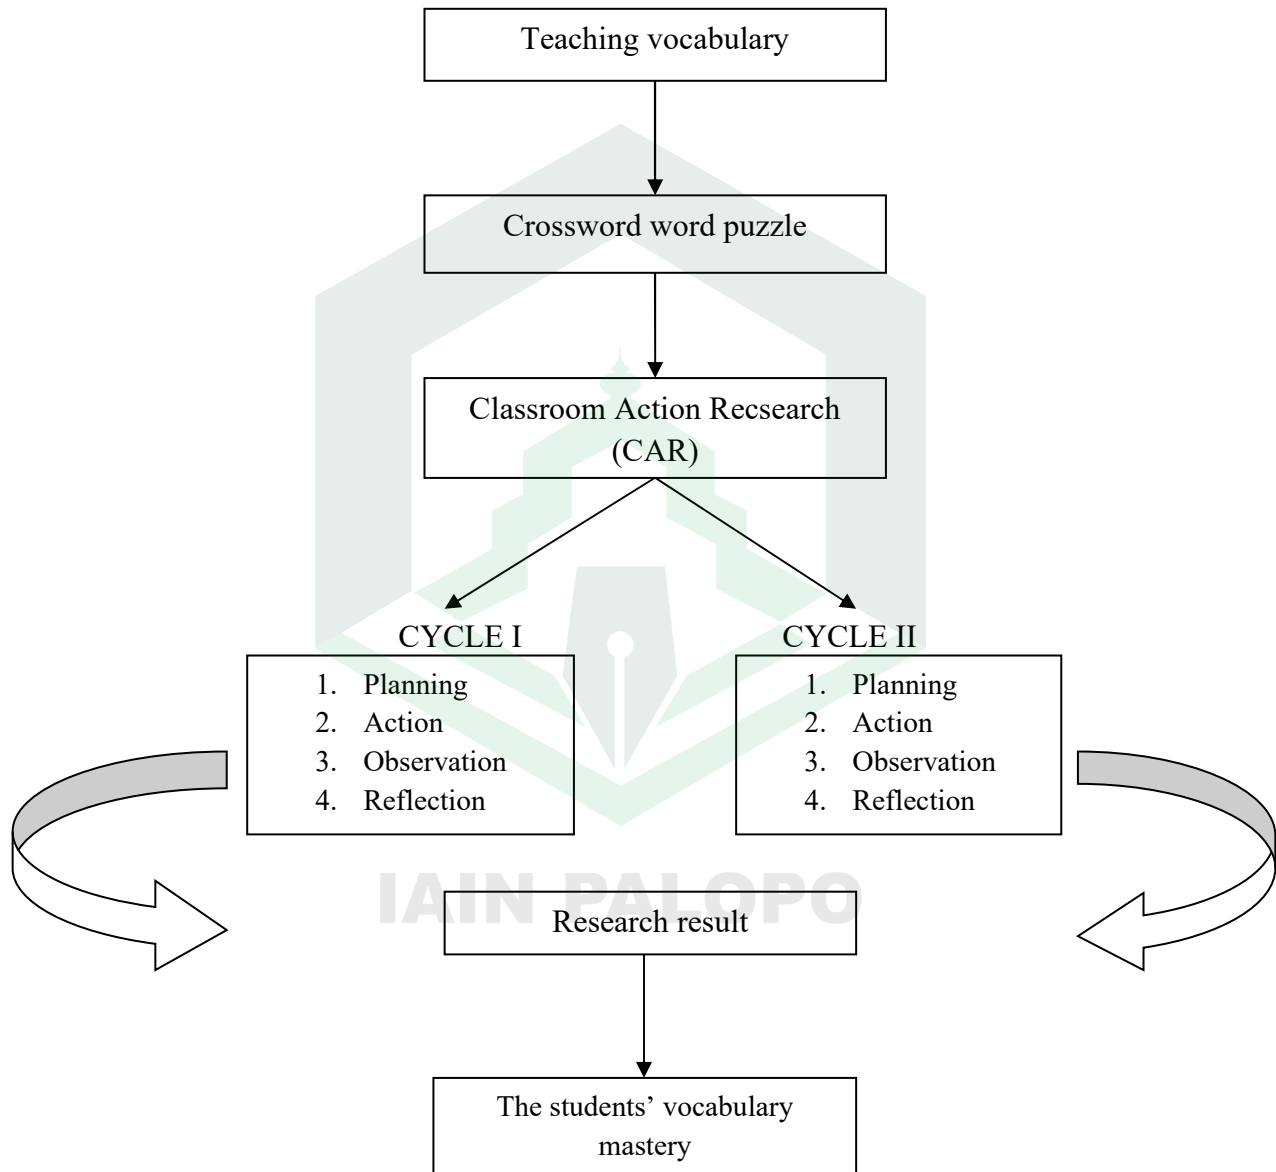 Teaching vocabulary
Crossword word puzzle
Classroom Action Recsearch
(CAR)
CYCLE I
1. Planning
2. Action
3. Observation
4. Reflection
CYCLE II
1. Planning
2. Action
3. Observation
4. Reflection
IAIN PALOPO
Research result
The students’ vocabulary
mastery